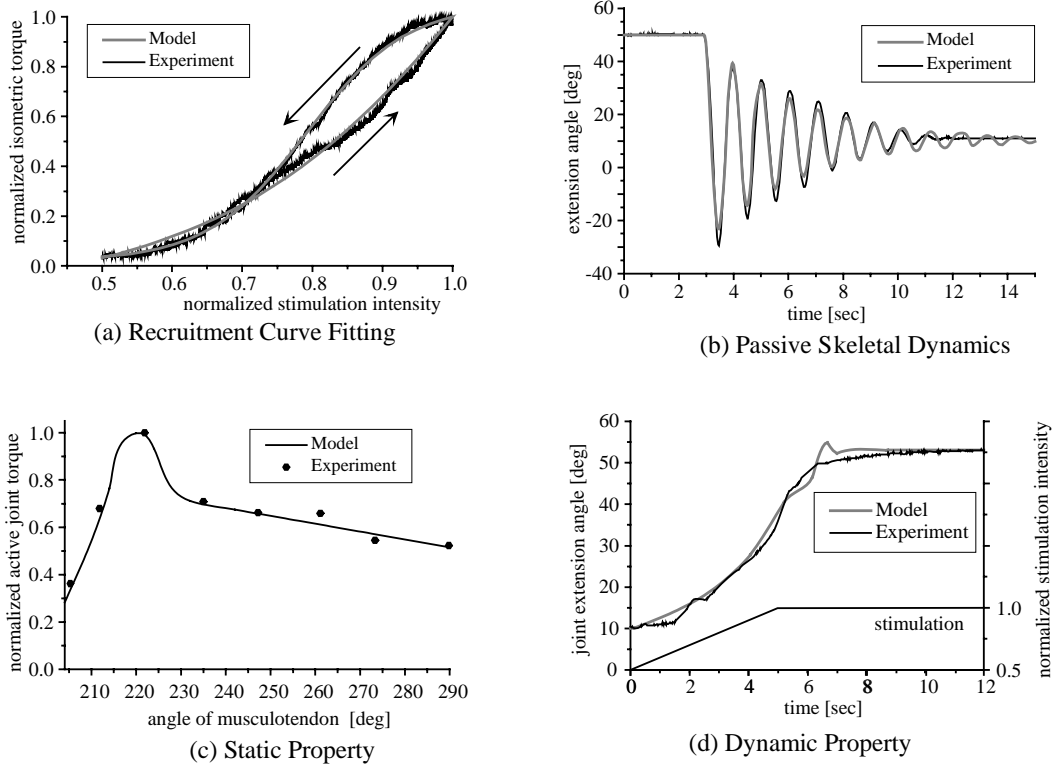 normalized isometric torque
1.0
0.8
0.6
0.4
0.2
0.0
Model
Experiment
0.5 0.6 0.7 0.8 0.9 1.0
normalized stimulation intensity
(a) Recruitment Curve Fitting
extension angle [deg]
60
40
20
0
-20
-40
Model
Experiment
0 2 4 6 8 10 12 14
time [sec]
(b) Passive Skeletal Dynamics
normalized active joint torque
1.0
0.8
0.6
0.4
0.2
0.0
Model
Experiment
210 220 230 240 250 260 270 280 290
angle of musculotendon [deg]
(c) Static Property
joint extension angle [deg]
60
50
40
30
20
10
0
Model
Experiment
stimulation
1.0
0.5
normalized stimulation intensity
0 2 4 6 8 10 12
time [sec]
(d) Dynamic Property